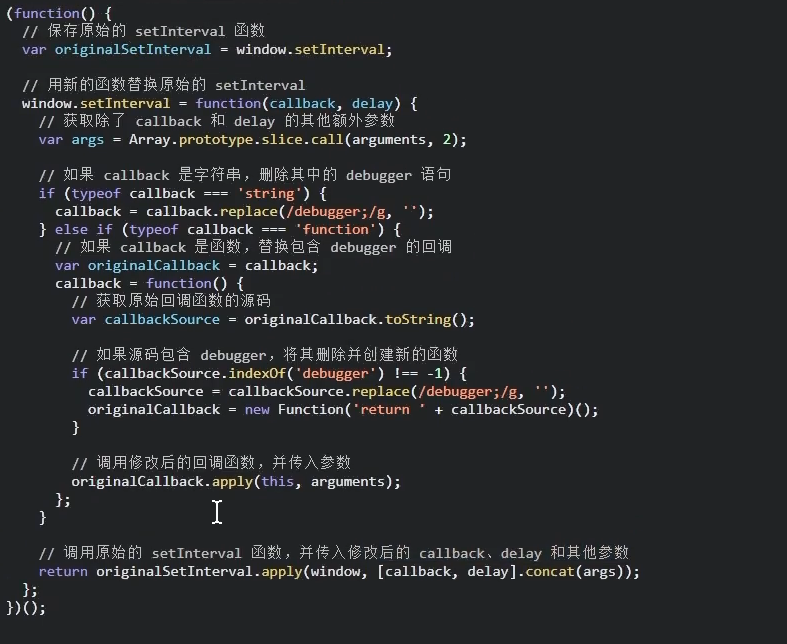 (function() {
// 保存原始的 setInterval 函数
var originalSetInterval = window.setInterval;
// 用新的函数替换原始的 setInterval
window.setInterval = function(callback, delay) {
// 获取除了 callback 和 delay 的其他额外参数
var args = Array.prototype.slice.call(arguments, 2);
// 如果 callback 是字符串，删除其中的 debugger 语句
if (typeof callback === 'string') {
callback = callback.replace(/debugger;/g, '');
} else if (typeof callback === 'function') {
// 如果 callback 是函数，替换包含 debugger 的回调
var originalCallback = callback;
callback = function() {
// 获取原始回调函数的源码
var callbackSource = originalCallback.toString();
// 如果源码包含 debugger，将其删除并创建新的函数
if (callbackSource.indexOf('debugger') !== -1) {
callbackSource = callbackSource.replace(/debugger;/g, '');
originalCallback = new Function('return ' + callbackSource)();
}
// 调用修改后的回调函数，并传入参数
originalCallback.apply(this, arguments);
};
}
// 调用原始的 setInterval 函数，并传入修改后的 callback、delay 和其他参数
return originalSetInterval.apply(window, [callback, delay].concat(args));
};
})();